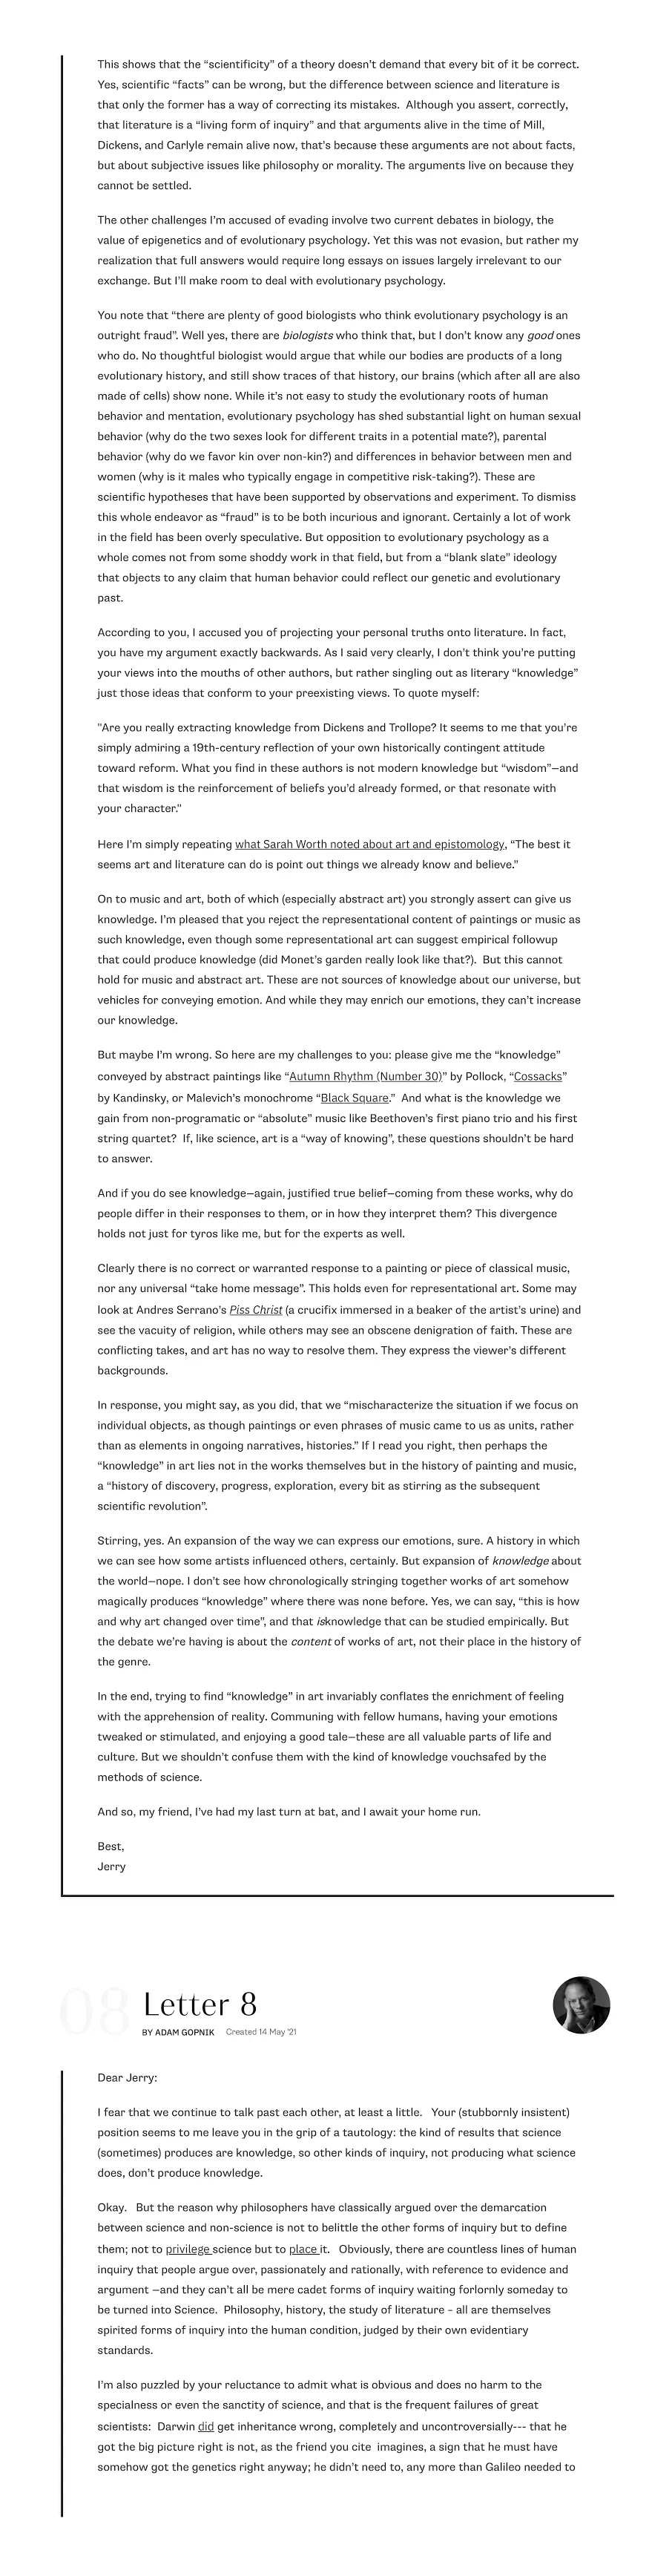 This shows that the “scientificity” of a theory doesn’t demand that every bit of it be correct.
Yes, scientific “facts” can be wrong, but the difference between science and literature is
that only the former has a way of correcting its mistakes.  Although you assert, correctly,
that literature is a “living form of inquiry” and that arguments alive in the time of Mill,
Dickens, and Carlyle remain alive now, that’s because these arguments are not about facts,
but about subjective issues like philosophy or morality. The arguments live on because they
cannot be settled.
The other challenges I’m accused of evading involve two current debates in biology, the
value of epigenetics and of evolutionary psychology. Yet this was not evasion, but rather my
realization that full answers would require long essays on issues largely irrelevant to our
exchange. But I’ll make room to deal with evolutionary psychology.
You note that “there are plenty of good biologists who think evolutionary psychology is an
outright fraud”. Well yes, there are biologists who think that, but I don’t know any good ones
who do. No thoughtful biologist would argue that while our bodies are products of a long
evolutionary history, and still show traces of that history, our brains (which after all are also
made of cells) show none. While it’s not easy to study the evolutionary roots of human
behavior and mentation, evolutionary psychology has shed substantial light on human sexual
behavior (why do the two sexes look for different traits in a potential mate?), parental
behavior (why do we favor kin over non-kin?) and differences in behavior between men and
women (why is it males who typically engage in competitive risk-taking?). These are
scientific hypotheses that have been supported by observations and experiment. To dismiss
this whole endeavor as “fraud” is to be both incurious and ignorant. Certainly a lot of work
in the field has been overly speculative. But opposition to evolutionary psychology as a
whole comes not from some shoddy work in that field, but from a “blank slate” ideology
that objects to any claim that human behavior could reflect our genetic and evolutionary
past.
According to you, I accused you of projecting your personal truths onto literature. In fact,
you have my argument exactly backwards. As I said very clearly, I don’t think you’re putting
your views into the mouths of other authors, but rather singling out as literary “knowledge”
just those ideas that conform to your preexisting views. To quote myself:
"Are you really extracting knowledge from Dickens and Trollope? It seems to me that you’re
simply admiring a 19th-century reflection of your own historically contingent attitude
toward reform. What you find in these authors is not modern knowledge but “wisdom”—and
that wisdom is the reinforcement of beliefs you’d already formed, or that resonate with
your character."
Here I’m simply repeating what Sarah Worth noted about art and epistomology, “The best it
seems art and literature can do is point out things we already know and believe.”
On to music and art, both of which (especially abstract art) you strongly assert can give us
knowledge. I’m pleased that you reject the representational content of paintings or music as
such knowledge, even though some representational art can suggest empirical followup
that could produce knowledge (did Monet’s garden really look like that?).  But this cannot
hold for music and abstract art. These are not sources of knowledge about our universe, but
vehicles for conveying emotion. And while they may enrich our emotions, they can’t increase
our knowledge.
But maybe I’m wrong. So here are my challenges to you: please give me the “knowledge”
conveyed by abstract paintings like “Autumn Rhythm (Number 30)” by Pollock, “Cossacks”
by Kandinsky, or Malevich’s monochrome “Black Square.”  And what is the knowledge we
gain from non-programatic or “absolute” music like Beethoven’s first piano trio and his first
string quartet?  If, like science, art is a “way of knowing”, these questions shouldn’t be hard
to answer.
And if you do see knowledge—again, justified true belief—coming from these works, why do
people differ in their responses to them, or in how they interpret them? This divergence
holds not just for tyros like me, but for the experts as well.
Clearly there is no correct or warranted response to a painting or piece of classical music,
nor any universal “take home message”. This holds even for representational art. Some may
look at Andres Serrano’s Piss Christ (a crucifix immersed in a beaker of the artist’s urine) and
see the vacuity of religion, while others may see an obscene denigration of faith. These are
conflicting takes, and art has no way to resolve them. They express the viewer’s different
backgrounds.
In response, you might say, as you did, that we “mischaracterize the situation if we focus on
individual objects, as though paintings or even phrases of music came to us as units, rather
than as elements in ongoing narratives, histories.” If I read you right, then perhaps the
“knowledge” in art lies not in the works themselves but in the history of painting and music,
a “history of discovery, progress, exploration, every bit as stirring as the subsequent
scientific revolution”.
Stirring, yes. An expansion of the way we can express our emotions, sure. A history in which
we can see how some artists influenced others, certainly. But expansion of knowledge about
the world—nope. I don’t see how chronologically stringing together works of art somehow
magically produces “knowledge” where there was none before. Yes, we can say, “this is how
and why art changed over time”, and that isknowledge that can be studied empirically. But
the debate we’re having is about the content of works of art, not their place in the history of
the genre.
In the end, trying to find “knowledge” in art invariably conflates the enrichment of feeling
with the apprehension of reality. Communing with fellow humans, having your emotions
tweaked or stimulated, and enjoying a good tale—these are all valuable parts of life and
culture. But we shouldn’t confuse them with the kind of knowledge vouchsafed by the
methods of science.
And so, my friend, I’ve had my last turn at bat, and I await your home run.
Best,
Jerry
08 Letter 8
BY ADAM GOPNIK Created 14 May '21
Dear Jerry:
I fear that we continue to talk past each other, at least a little.   Your (stubbornly insistent)
position seems to me leave you in the grip of a tautology: the kind of results that science
(sometimes) produces are knowledge, so other kinds of inquiry, not producing what science
does, don’t produce knowledge.
Okay.   But the reason why philosophers have classically argued over the demarcation
between science and non-science is not to belittle the other forms of inquiry but to define
them; not to privilege science but to place it.   Obviously, there are countless lines of human
inquiry that people argue over, passionately and rationally, with reference to evidence and
argument —and they can’t all be mere cadet forms of inquiry waiting forlornly someday to
be turned into Science.  Philosophy, history, the study of literature – all are themselves
spirited forms of inquiry into the human condition, judged by their own evidentiary
standards.
I’m also puzzled by your reluctance to admit what is obvious and does no harm to the
specialness or even the sanctity of science, and that is the frequent failures of great
scientists:  Darwin did get inheritance wrong, completely and uncontroversially--- that he
got the big picture right is not, as the friend you cite  imagines, a sign that he must have
somehow got the genetics right anyway; he didn’t need to, any more than Galileo needed to